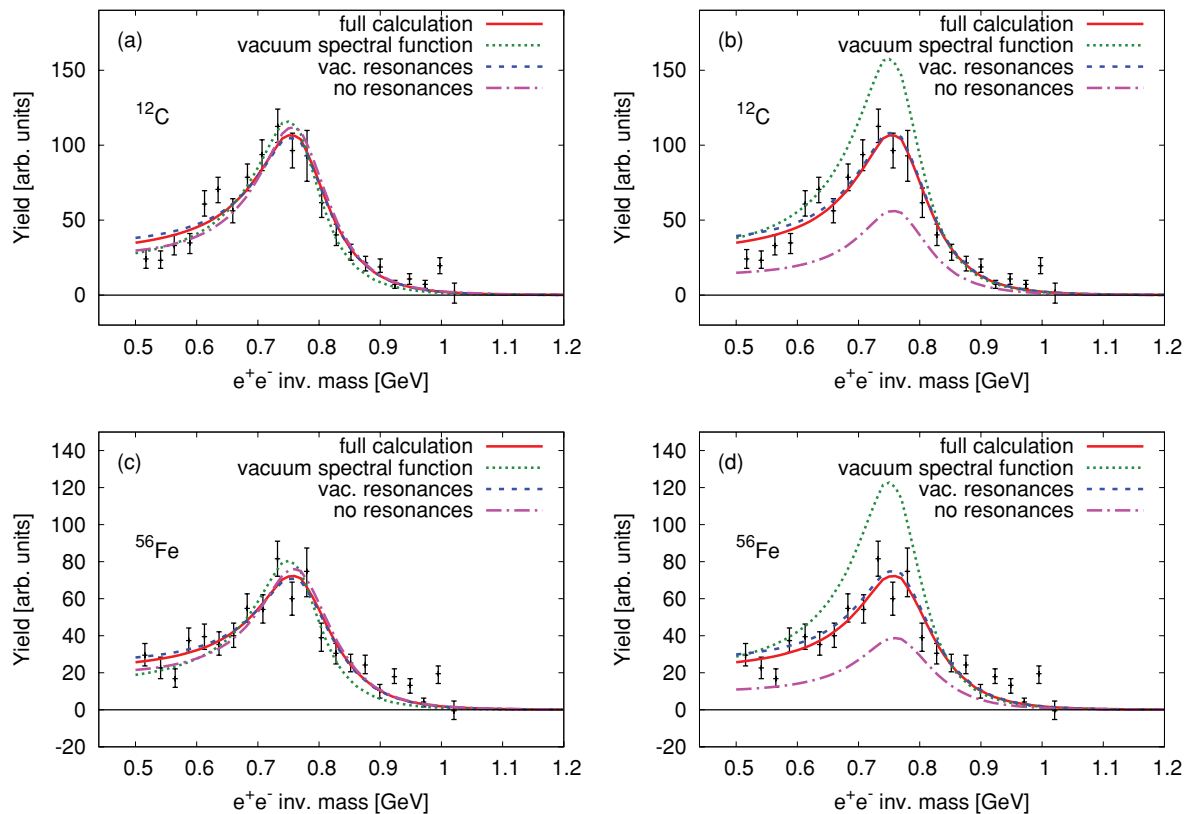 (a)
full calculation
vacuum spectral function
vac. resonances
no resonances
12C
Yield [arb. units]
150
100
50
0
0.5 0.6 0.7 0.8 0.9 1 1.1 1.2
e+e- inv. mass [GeV]
(b)
full calculation
vacuum spectral function
vac. resonances
no resonances
12C
Yield [arb. units]
150
100
50
0
0.5 0.6 0.7 0.8 0.9 1 1.1 1.2
e+e- inv. mass [GeV]
(c)
full calculation
vacuum spectral function
vac. resonances
no resonances
56Fe
Yield [arb. units]
140
120
100
80
60
40
20
0
-20
0.5 0.6 0.7 0.8 0.9 1 1.1 1.2
e+e- inv. mass [GeV]
(d)
full calculation
vacuum spectral function
vac. resonances
no resonances
56Fe
Yield [arb. units]
140
120
100
80
60
40
20
0
-20
0.5 0.6 0.7 0.8 0.9 1 1.1 1.2
e+e- inv. mass [GeV]